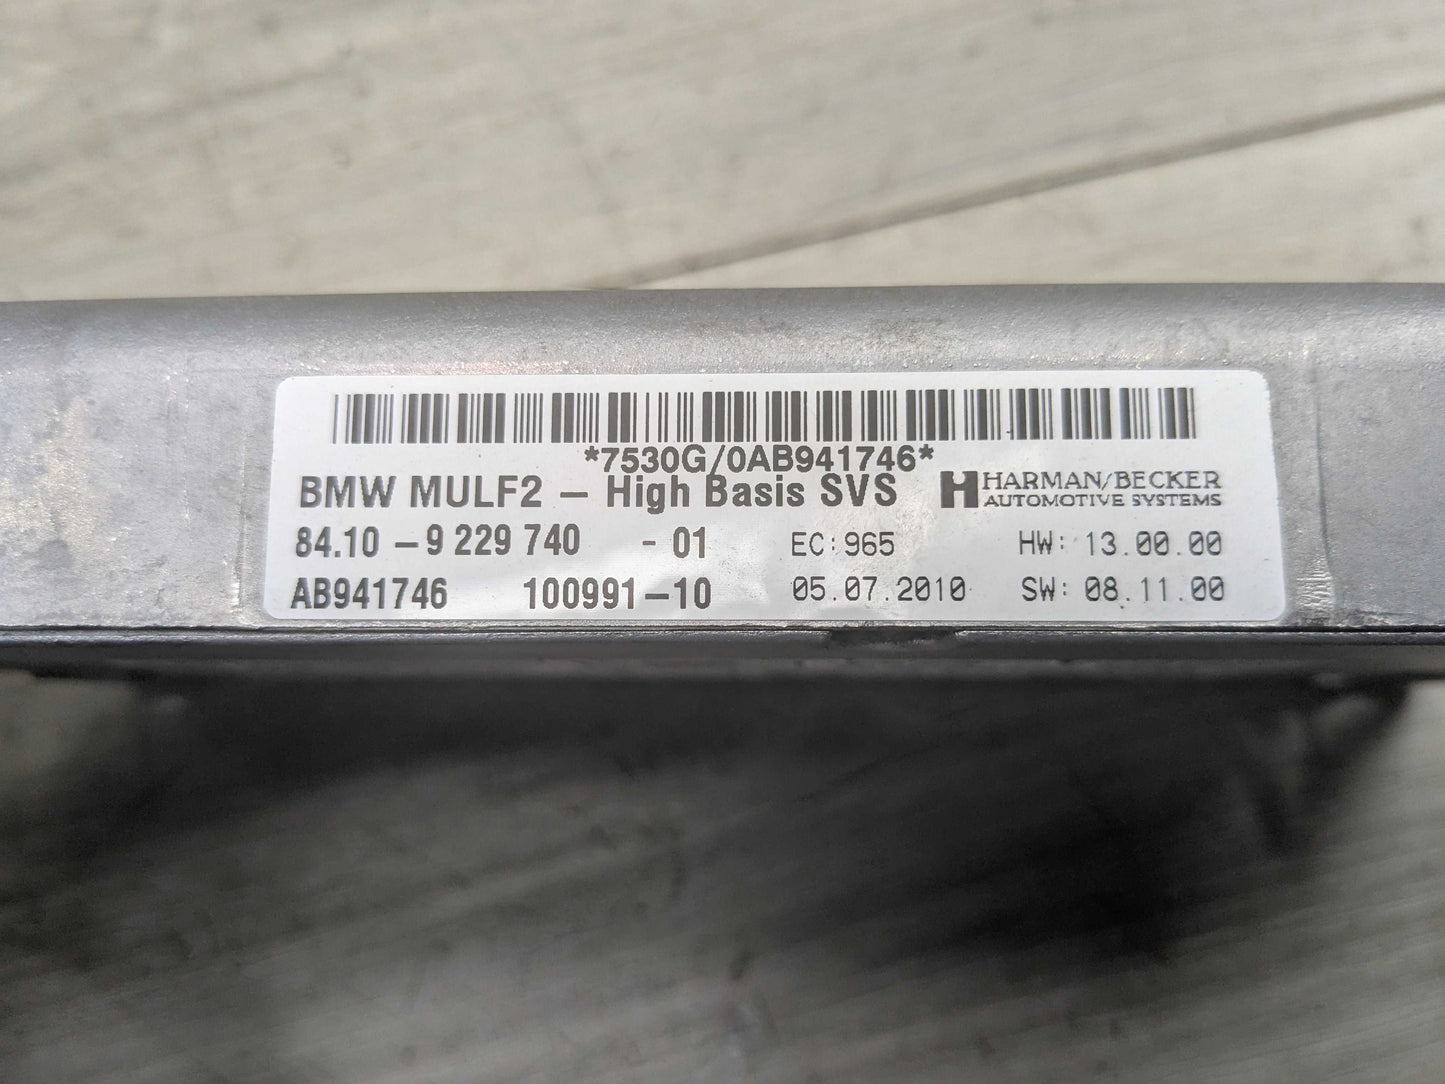 *7530G/0AB941746*
BMW MULF2 – High Basis SVS
HARMAN/BECKER
AUTOMOTIVE SYSTEMS
84.10 – 9 229 740 - 01 EC:965 HW: 13.00.00
AB941746 100991–10 05.07.2010 SW: 08.11.00